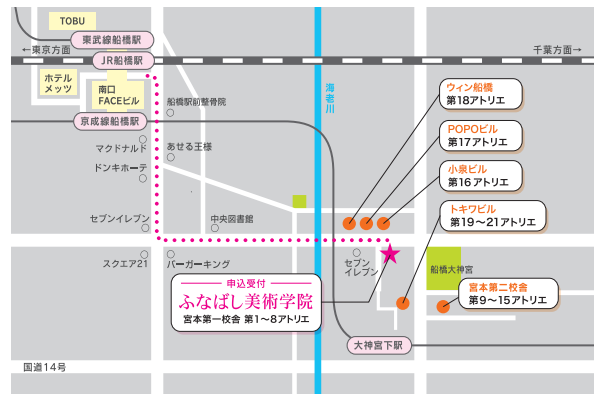 TOBU
東武線船橋駅
←東京方面
千葉方面→
JR船橋駅
ホテル
メッツ
南口
FACEビル
京成線船橋駅
船橋駅前整骨院
海老川
ウィン船橋
第18アトリエ
POPOビル
第17アトリエ
小泉ビル
第16アトリエ
トキワビル
第19〜21アトリエ
マクドナルド
あせる王様
ドンキホーテ
セブンイレブン
中央図書館
スクエア21
バーガーキング
セブン
イレブン
船橋大神宮
申込受付
ふなばし美術学院
宮本第一校舎 第1〜8アトリエ
宮本第二校舎
第9〜15アトリエ
大神宮下駅
国道14号